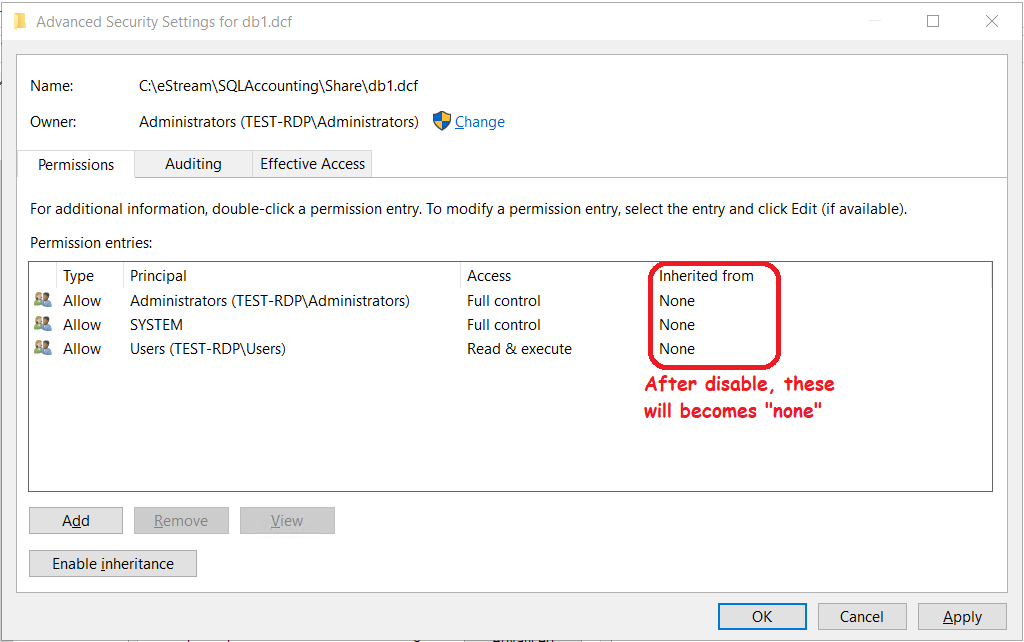 Advanced Security Settings for db1.dcf
Name: C:\eStream\SQLAccounting\Share\db1.dcf
Owner: Administrators (TEST-RDP\Administrators) Change
Permissions Auditing Effective Access
For additional information, double-click a permission entry. To modify a permission entry, select the entry and click Edit (if available).
Permission entries:
Type Principal Access Inherited from
Allow Administrators (TEST-RDP\Administrators) Full control None
Allow SYSTEM Full control None
Allow Users (TEST-RDP\Users) Read & execute None
After disable, these
will becomes "none"
Add Remove View
Enable inheritance
OK Cancel Apply